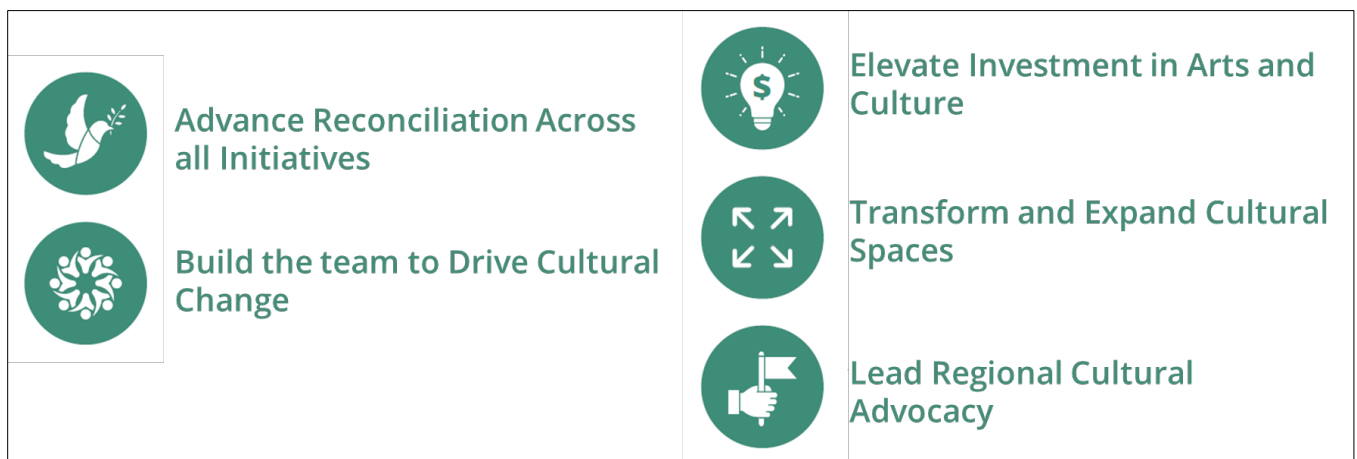 Advance Reconciliation Across
all Initiatives
Build the team to Drive Cultural
Change
$
Elevate Investment in Arts and
Culture
Transform and Expand Cultural
Spaces
Lead Regional Cultural
Advocacy